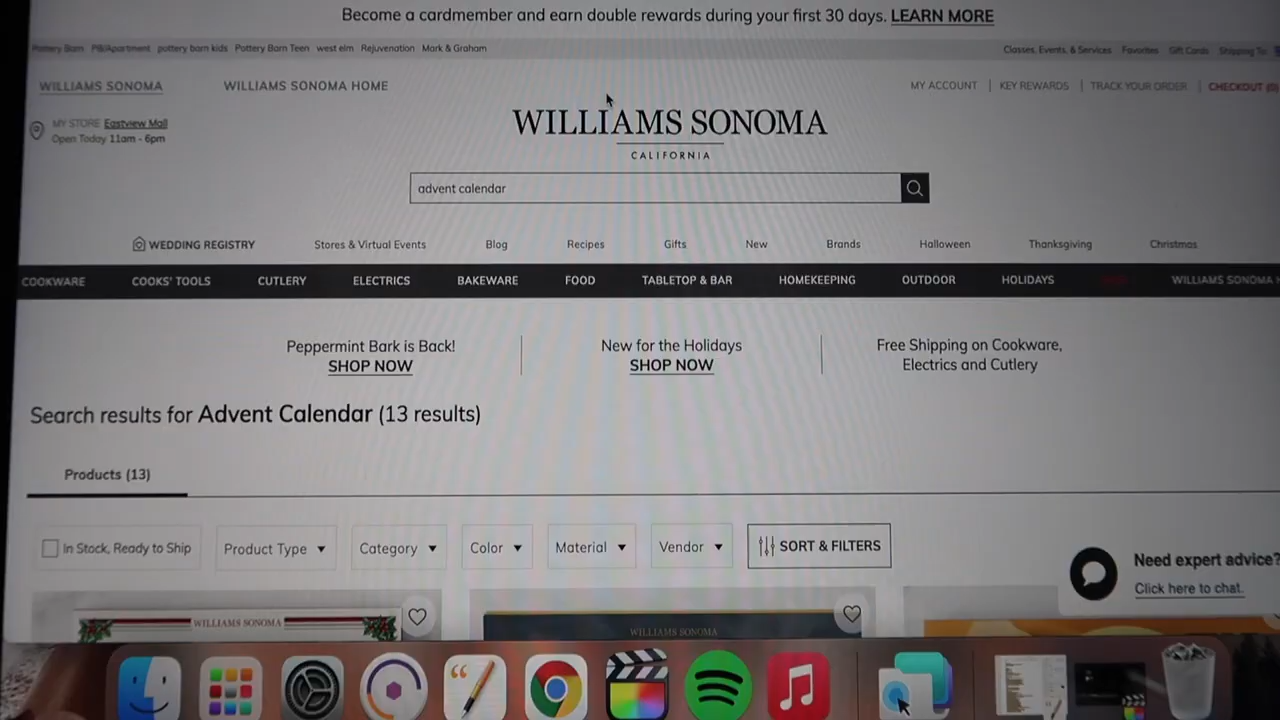 Become a cardmember and earn double rewards during your first 30 days. LEARN MORE
Pottery Barn PB/Apartment pottery barn kids Pottery Barn Teen west elm Rejuvenation Mark & Graham
Classes, Events, & Services Favorites Gift Cards Shipping To:
WILLIAMS SONOMA WILLIAMS SONOMA HOME
MY ACCOUNT KEY REWARDS TRACK YOUR ORDER CHECKOUT (0)
MY STORE Eastview Mall
Open Today 11am - 6pm
WILLIAMS SONOMA
CALIFORNIA
advent calendar
WEDDING REGISTRY Stores & Virtual Events Blog Recipes Gifts New Brands Halloween Thanksgiving Christmas
COOKWARE COOKS' TOOLS CUTLERY ELECTRICS BAKEWARE FOOD TABLETOP & BAR HOMEKEEPING OUTDOOR HOLIDAYS WILLIAMS SONOMA
Peppermint Bark is Back!
SHOP NOW
New for the Holidays
SHOP NOW
Free Shipping on Cookware,
Electrics and Cutlery
Search results for Advent Calendar (13 results)
Products (13)
In Stock, Ready to Ship Product Type Category Color Material Vendor SORT & FILTERS
Need expert advice?
Click here to chat.
WILLIAMS SONOMA
WILLIAMS SONOMA